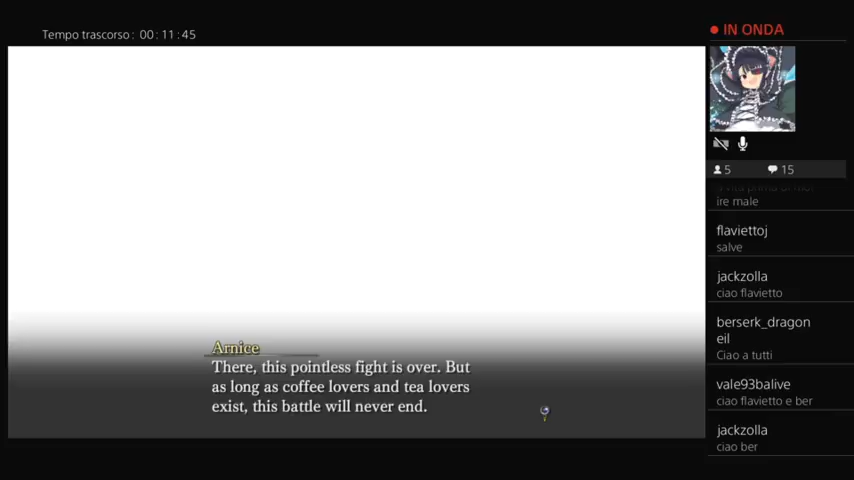 Tempo trascorso: 00:11:45
IN ONDA
5
15
ire male
flaviettoj
salve
jackzolla
ciao flavietto
berserk_dragon
eil
Ciao a tutti
vale93balive
ciao flavietto e ber
jackzolla
ciao ber
Arnice
There, this pointless fight is over. But
as long as coffee lovers and tea lovers
exist, this battle will never end.